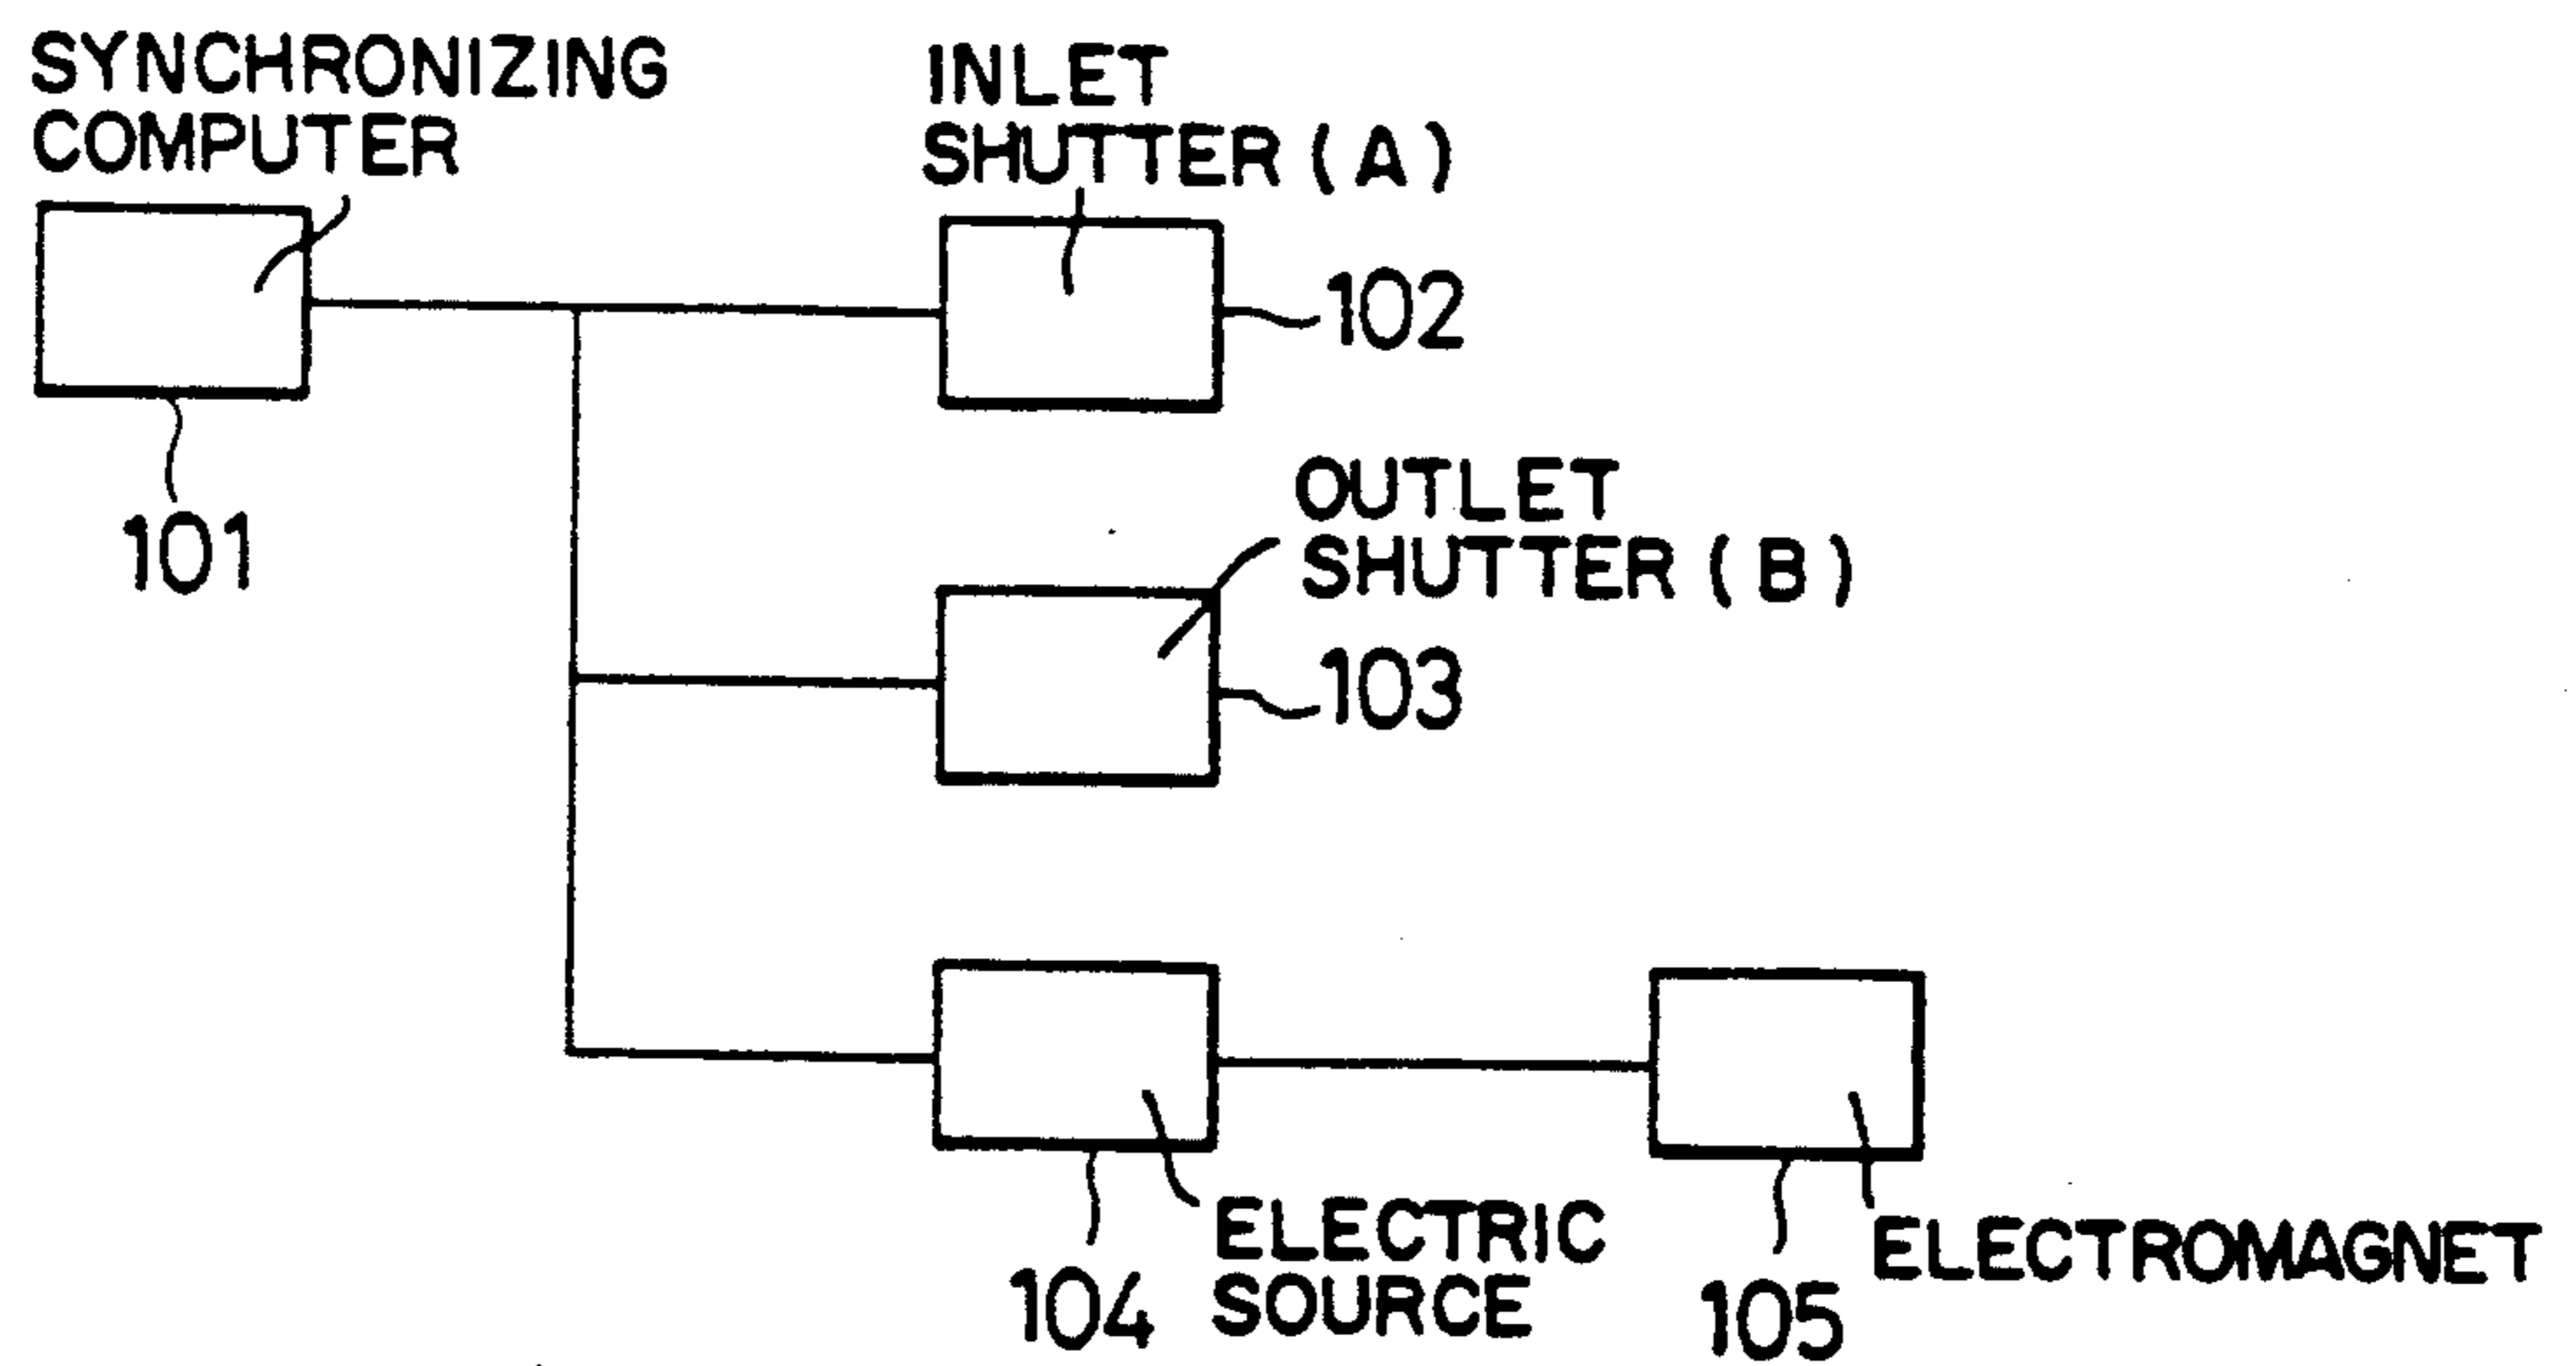 SYNCHRONIZING
COMPUTER
101
INLET
SHUTTER (A)
102
OUTLET
SHUTTER (B)
103
ELECTRIC
SOURCE
104
ELECTROMAGNET
105